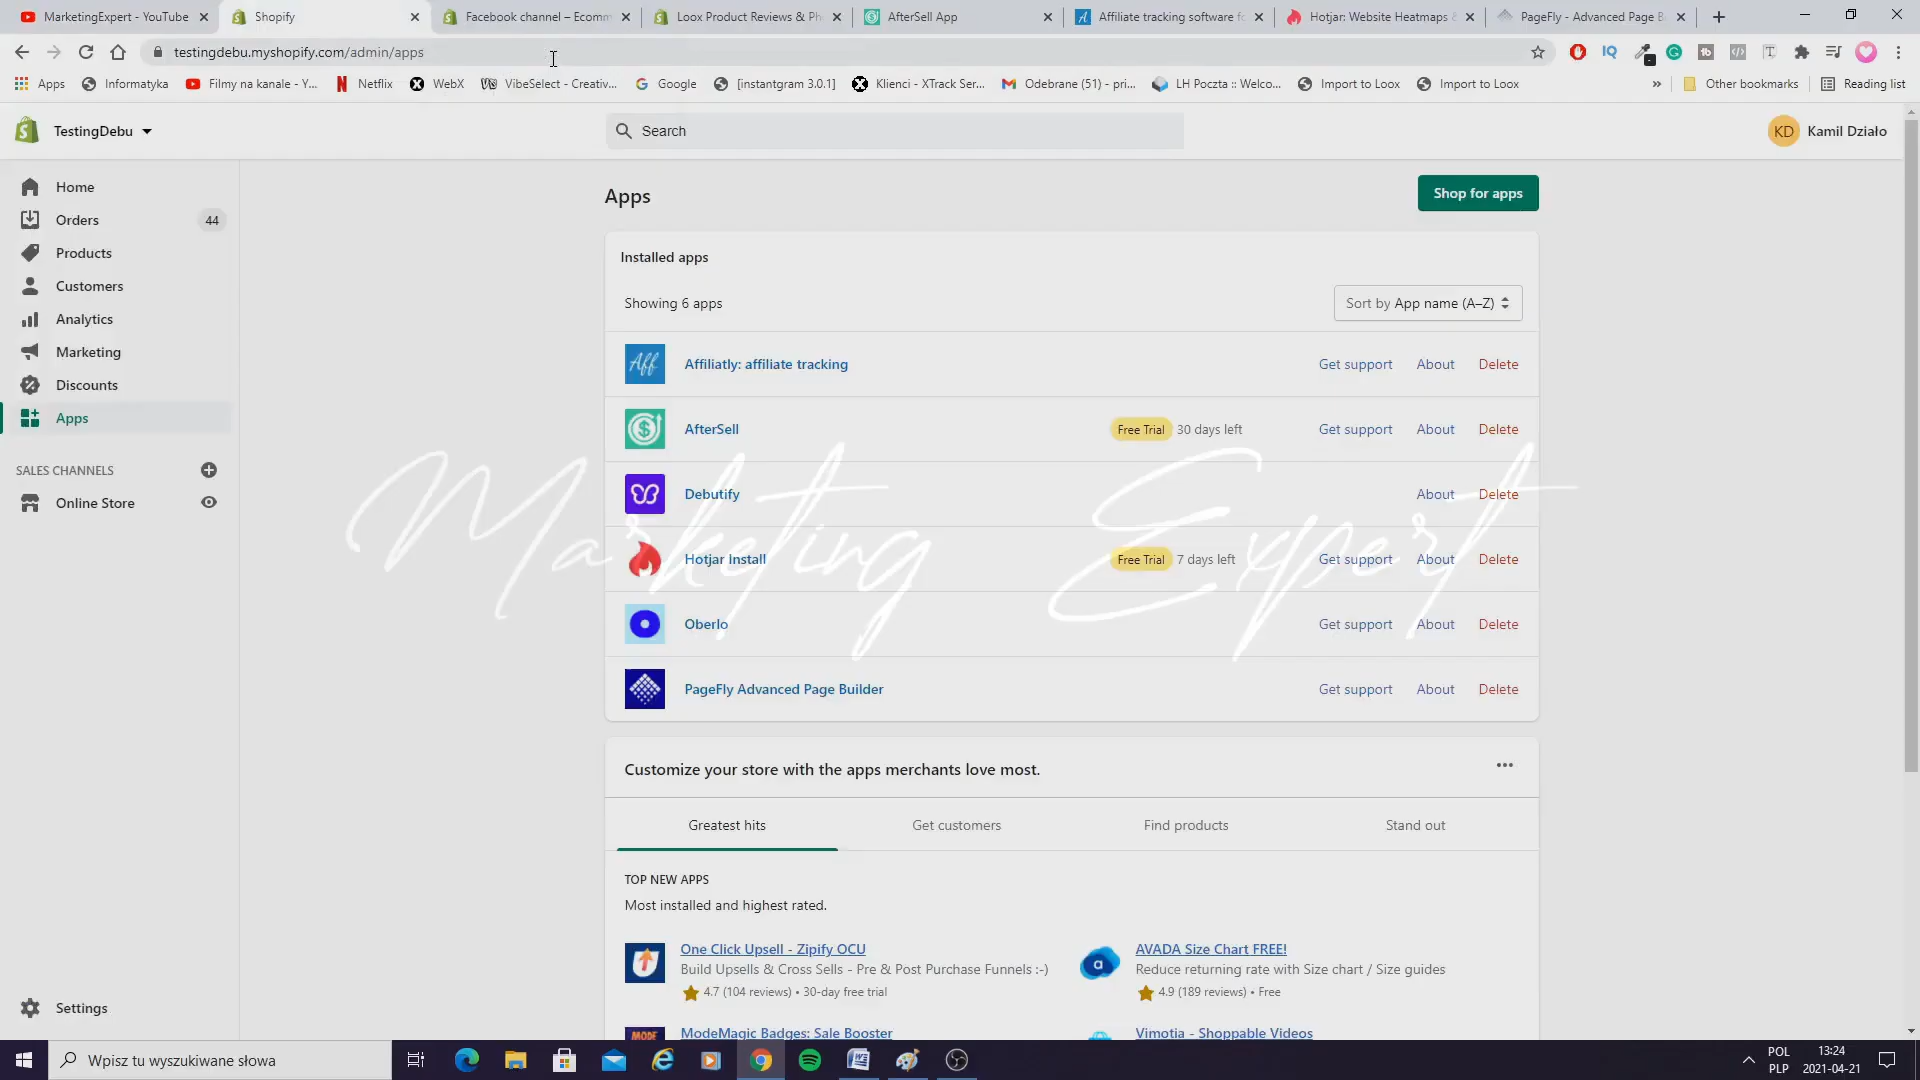 MarketingExpert - YouTube
Shopify
Facebook channel – Ecomm
Loox Product Reviews & Ph
AfterSell App
Affiliate tracking software fo
Hotjar: Website Heatmaps &
PageFly - Advanced Page B
testingdebu.myshopify.com/admin/apps
Apps
Informatyka
Filmy na kanale - Y...
Netflix
WebX
VibeSelect - Creativ...
Google
[instantgram 3.0.1]
Klienci - XTrack Ser...
Odebrane (51) - pri...
LH Poczta :: Welco...
Import to Loox
Import to Loox
»
Other bookmarks
Reading list
TestingDebu
Search
KD Kamil Działo
Home
Orders 44
Products
Customers
Analytics
Marketing
Discounts
Apps
SALES CHANNELS
Online Store
Settings
Apps
Shop for apps
Installed apps
Showing 6 apps
Sort by App name (A–Z)
Aff Affiliatly: affiliate tracking Get support About Delete
AfterSell Free Trial 30 days left Get support About Delete
Debutify About Delete
Hotjar Install Free Trial 7 days left Get support About Delete
Oberlo Get support About Delete
PageFly Advanced Page Builder Get support About Delete
Marketing Expert
Customize your store with the apps merchants love most.
Greatest hits Get customers Find products Stand out
TOP NEW APPS
Most installed and highest rated.
One Click Upsell - Zipify OCU
Build Upsells & Cross Sells - Pre & Post Purchase Funnels :-)
4.7 (104 reviews) • 30-day free trial
AVADA Size Chart FREE!
Reduce returning rate with Size chart / Size guides
4.9 (189 reviews) • Free
MODE ModeMagic Badges: Sale Booster
Vimotia - Shoppable Videos
Wpisz tu wyszukiwane słowa
POL
PLP
13:24
2021-04-21